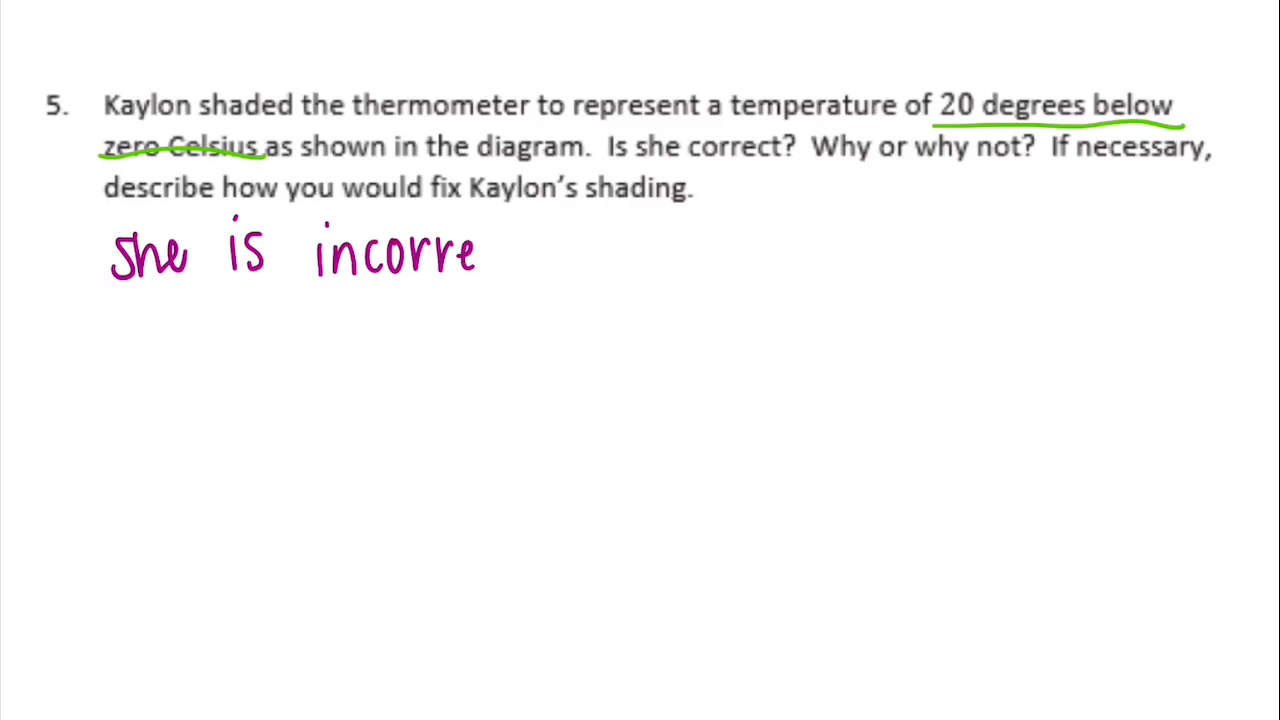 5. Kaylon shaded the thermometer to represent a temperature of 20 degrees below
zero Celsius as shown in the diagram. Is she correct? Why or why not? If necessary,
describe how you would fix Kaylon's shading.
she is incorre